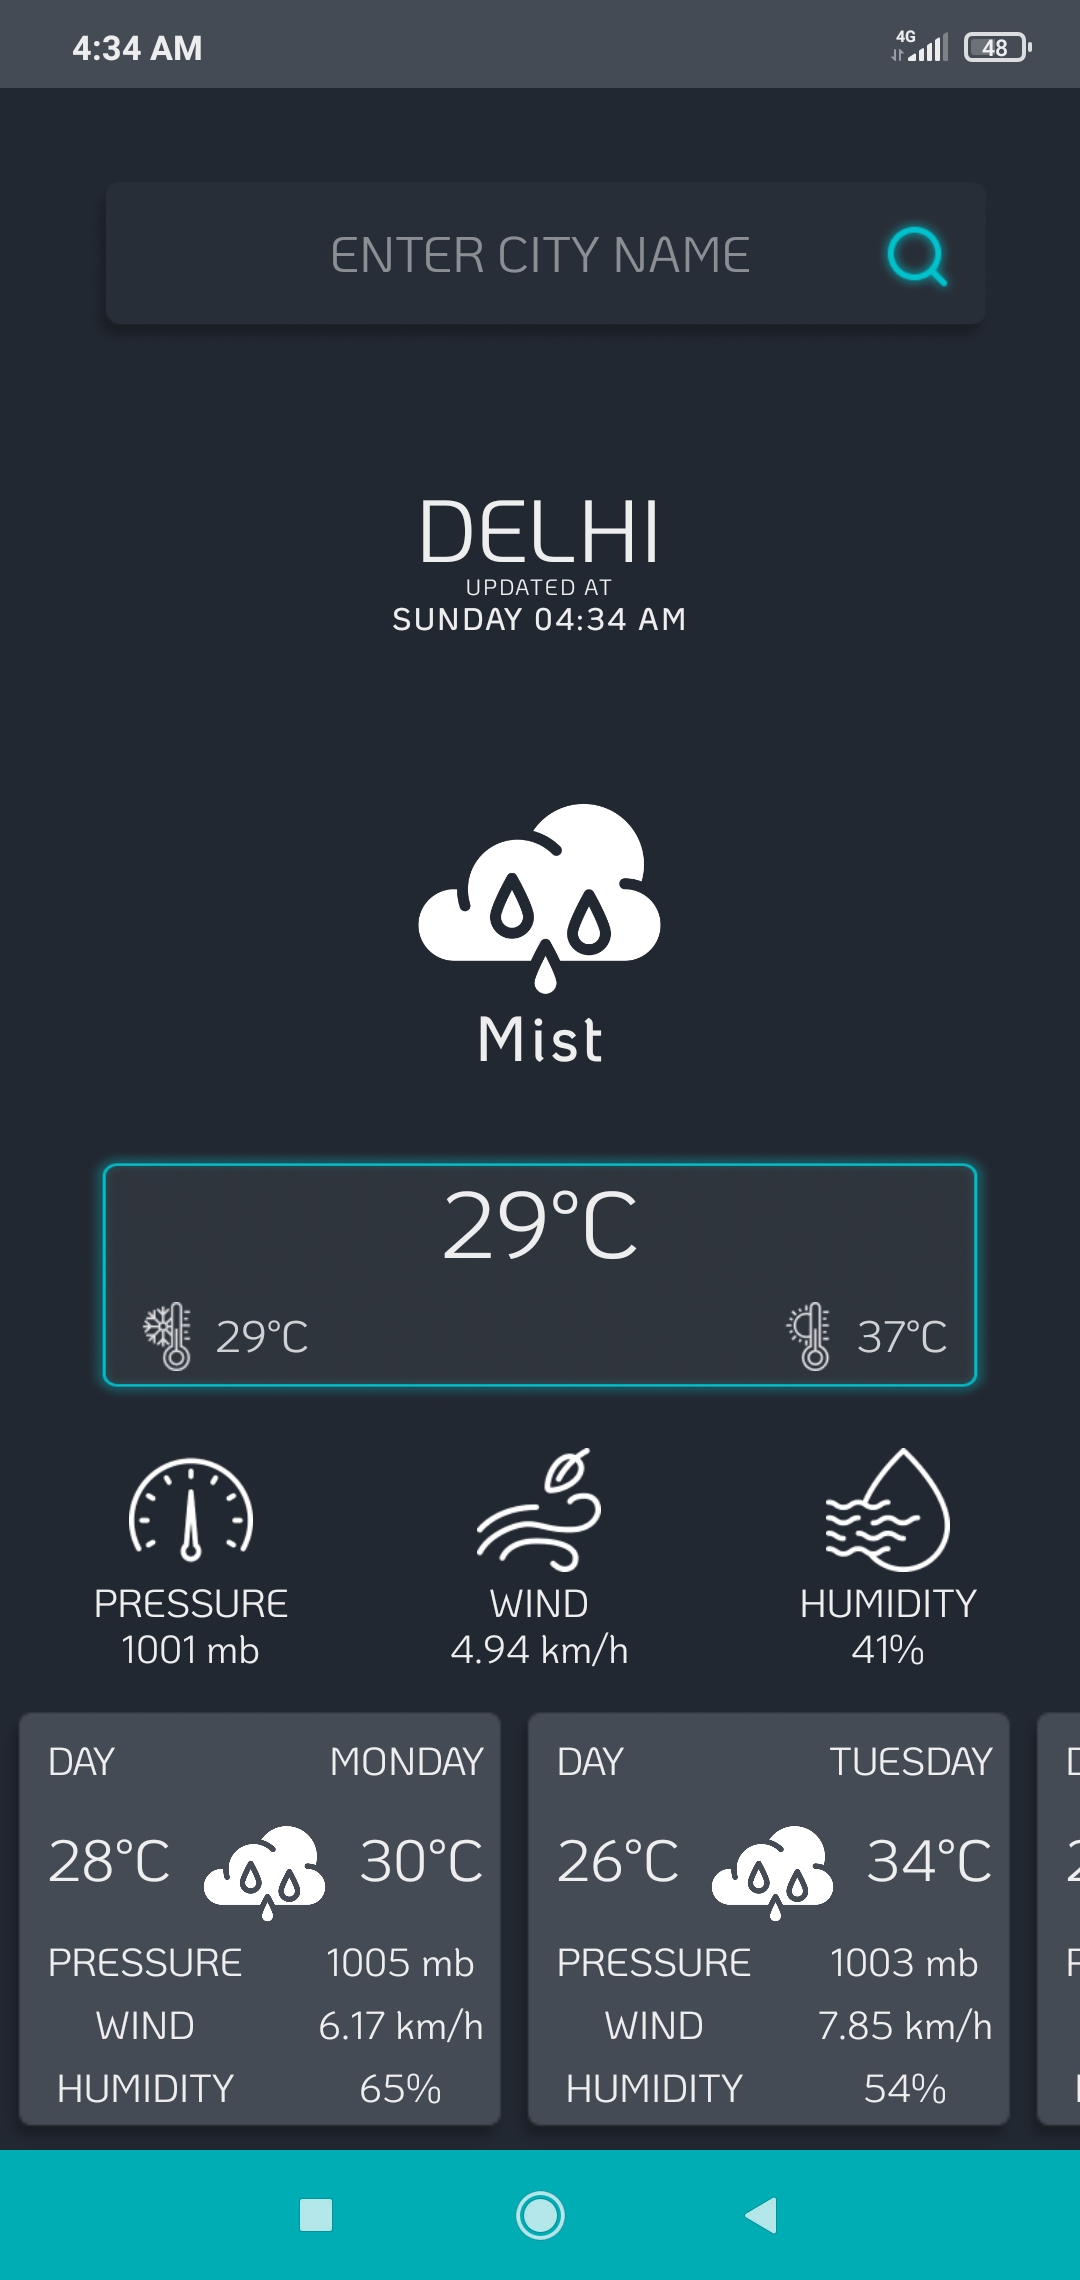 4:34 AM
4G
48
ENTER CITY NAME
DELHI
UPDATED AT
SUNDAY 04:34 AM
Mist
29°C
29°C 37°C
PRESSURE WIND HUMIDITY
1001 mb 4.94 km/h 41%
DAY MONDAY
28°C 30°C
PRESSURE 1005 mb
WIND 6.17 km/h
HUMIDITY 65%
DAY TUESDAY
26°C 34°C
PRESSURE 1003 mb
WIND 7.85 km/h
HUMIDITY 54%